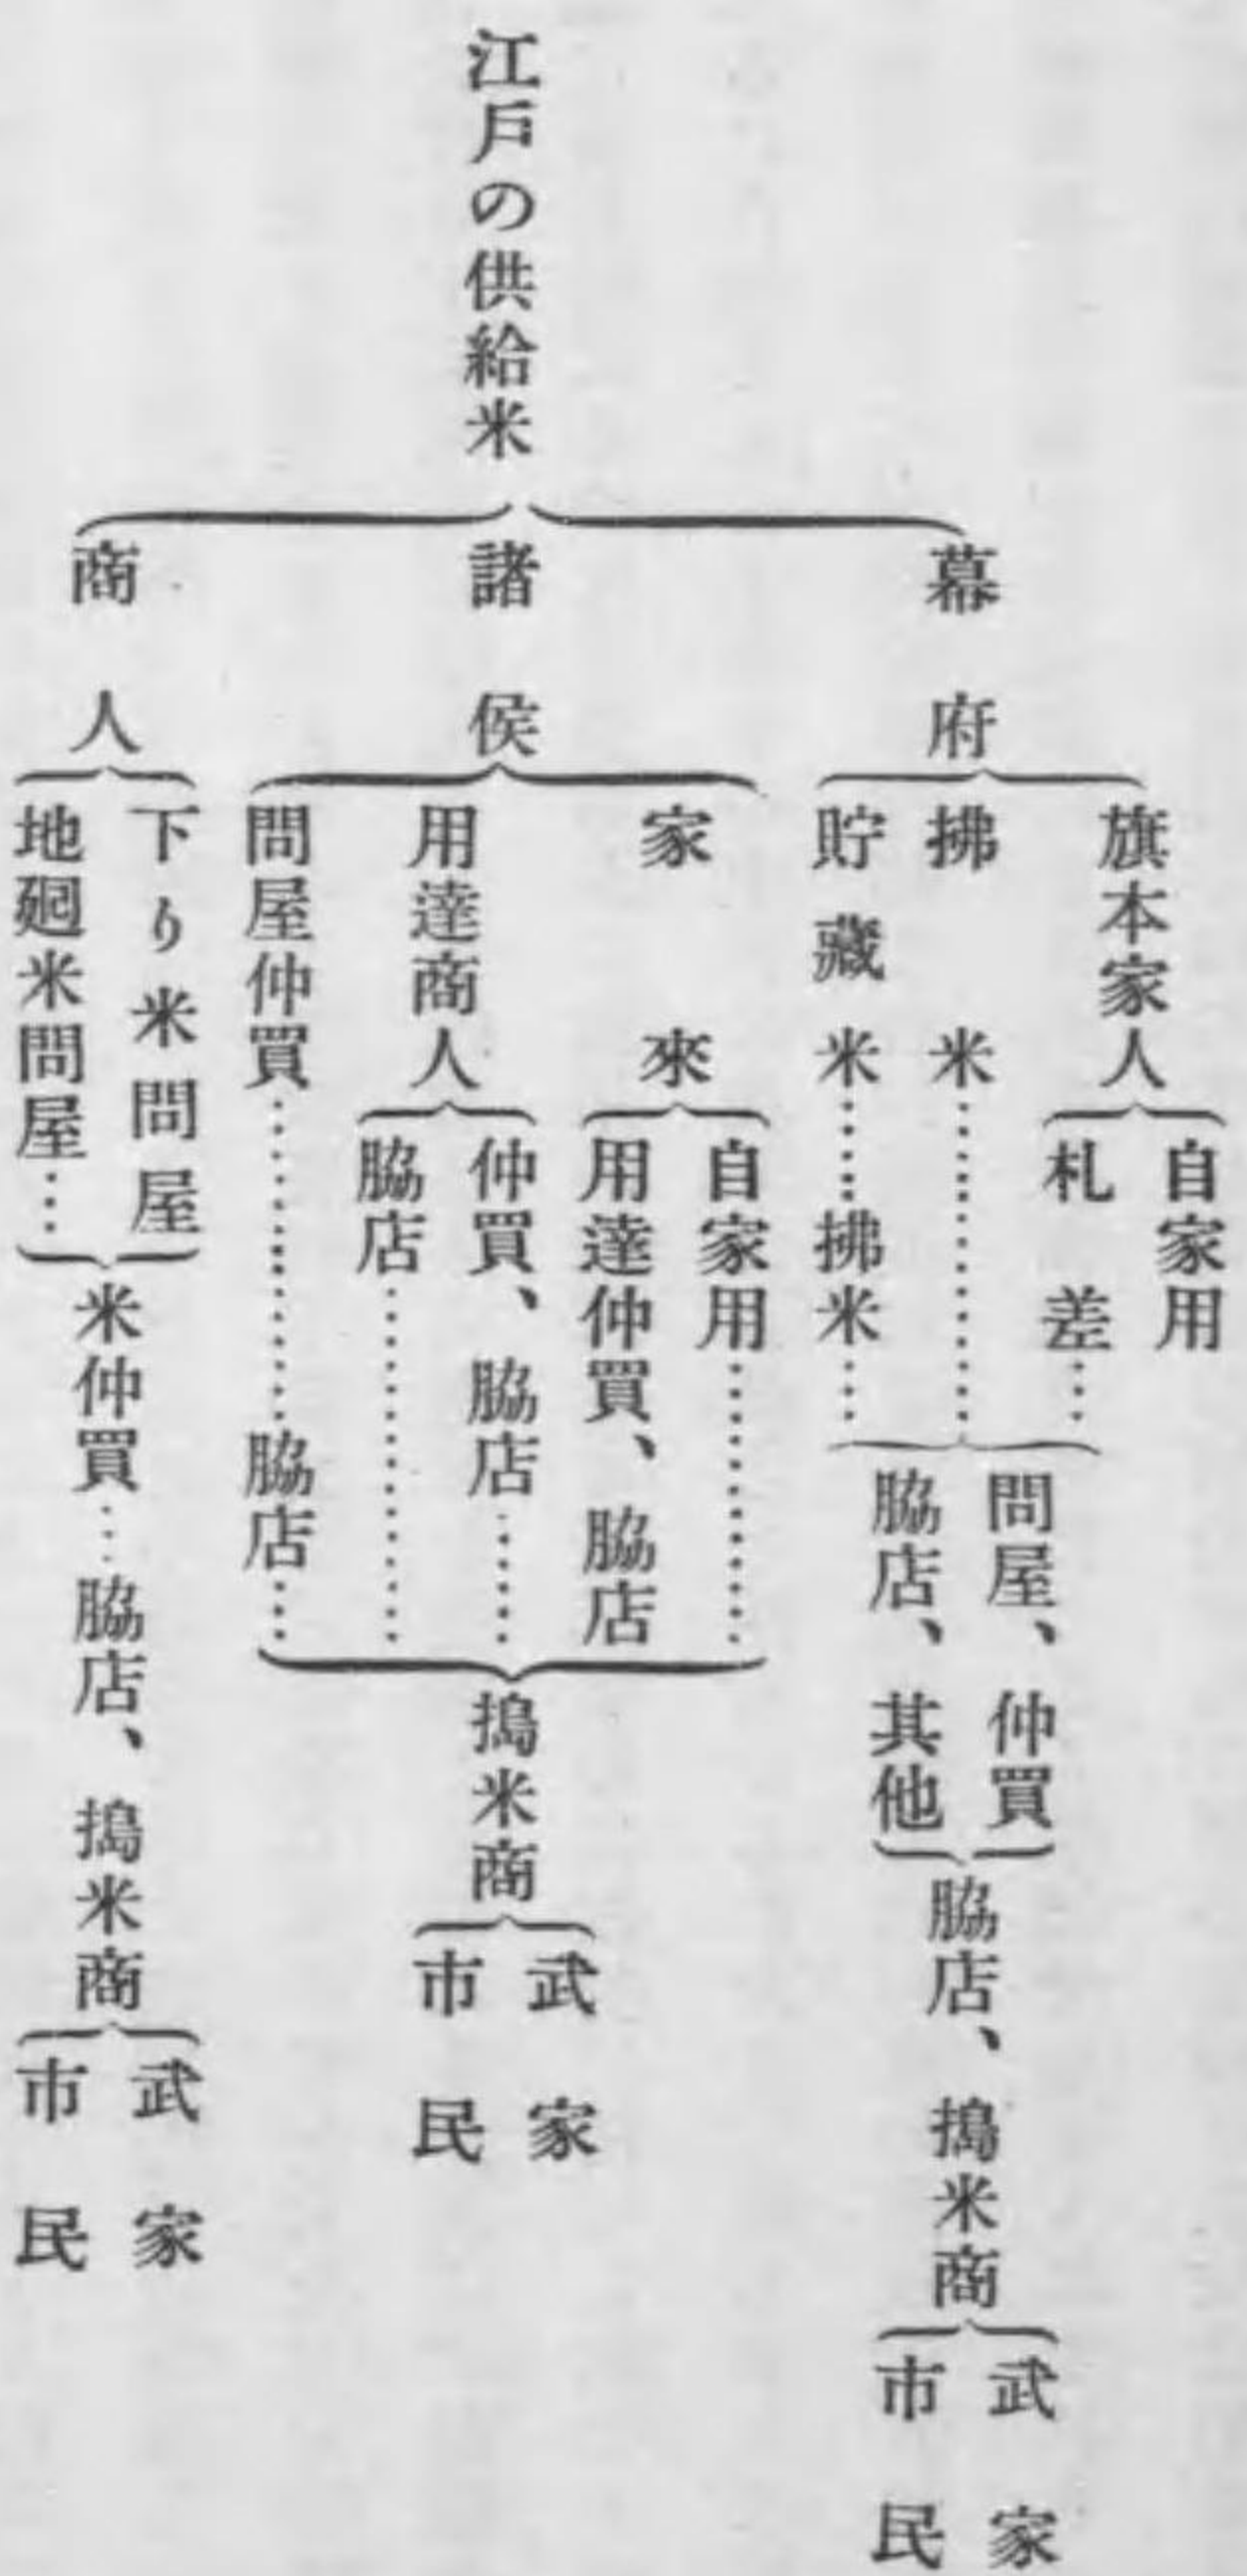 江戶の供給米
幕府
旗本家人
自家用
札差…
拂米………
貯藏米……拂米…
問屋、仲買
脇店、其他
脇店、搗米商
武家
市民
諸侯
家來
自家用………
用達仲買、脇店
用達商人
仲買、脇店……
脇店………
問屋仲買………脇店…
搗米商
武家
市民
商人
下り米問屋
地廻米問屋…
米仲買…脇店、搗米商
武家
市民